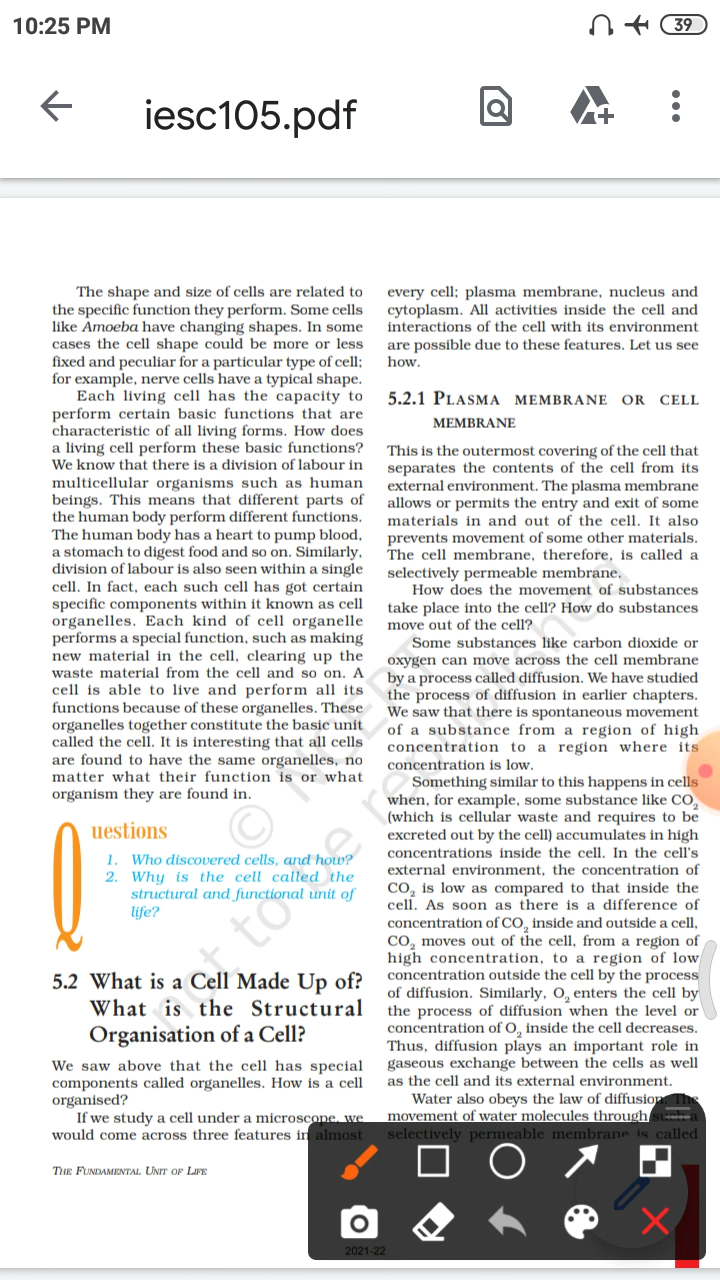 10:25 PM
39
iesc105.pdf
The shape and size of cells are related to
the specific function they perform. Some cells
like Amoeba have changing shapes. In some
cases the cell shape could be more or less
fixed and peculiar for a particular type of cell;
for example, nerve cells have a typical shape.
Each living cell has the capacity to
perform certain basic functions that are
characteristic of all living forms. How does
a living cell perform these basic functions?
We know that there is a division of labour in
multicellular organisms such as human
beings. This means that different parts of
the human body perform different functions.
The human body has a heart to pump blood,
a stomach to digest food and so on. Similarly,
division of labour is also seen within a single
cell. In fact, each such cell has got certain
specific components within it known as cell
organelles. Each kind of cell organelle
performs a special function, such as making
new material in the cell, clearing up the
waste material from the cell and so on. A
cell is able to live and perform all its
functions because of these organelles. These
organelles together constitute the basic unit
called the cell. It is interesting that all cells
are found to have the same organelles, no
matter what their function is or what
organism they are found in.
Questions
1. Who discovered cells, and how?
2. Why is the cell called the
structural and functional unit of
life?
5.2 What is a Cell Made Up of?
What is the Structural
Organisation of a Cell?
We saw above that the cell has special
components called organelles. How is a cell
organised?
If we study a cell under a microscope, we
would come across three features in almost
THE FUNDAMENTAL UNIT OF LIFE
every cell; plasma membrane, nucleus and
cytoplasm. All activities inside the cell and
interactions of the cell with its environment
are possible due to these features. Let us see
how.
5.2.1 PLASMA MEMBRANE OR CELL
MEMBRANE
This is the outermost covering of the cell that
separates the contents of the cell from its
external environment. The plasma membrane
allows or permits the entry and exit of some
materials in and out of the cell. It also
prevents movement of some other materials.
The cell membrane, therefore, is called a
selectively permeable membrane.
How does the movement of substances
take place into the cell? How do substances
move out of the cell?
Some substances like carbon dioxide or
oxygen can move across the cell membrane
by a process called diffusion. We have studied
the process of diffusion in earlier chapters.
We saw that there is spontaneous movement
of a substance from a region of high
concentration to a region where its
concentration is low.
Something similar to this happens in cells
when, for example, some substance like CO₂
(which is cellular waste and requires to be
excreted out by the cell) accumulates in high
concentrations inside the cell. In the cell's
external environment, the concentration of
CO₂ is low as compared to that inside the
cell. As soon as there is a difference of
concentration of CO₂ inside and outside a cell,
CO₂ moves out of the cell, from a region of
high concentration, to a region of low
concentration outside the cell by the process
of diffusion. Similarly, O₂ enters the cell by
the process of diffusion when the level or
concentration of O₂ inside the cell decreases.
Thus, diffusion plays an important role in
gaseous exchange between the cells as well
as the cell and its external environment.
Water also obeys the law of diffusion. The
movement of water molecules through such a
selectively permeable membrane is called
2021-22
© NCERT
not to be republished